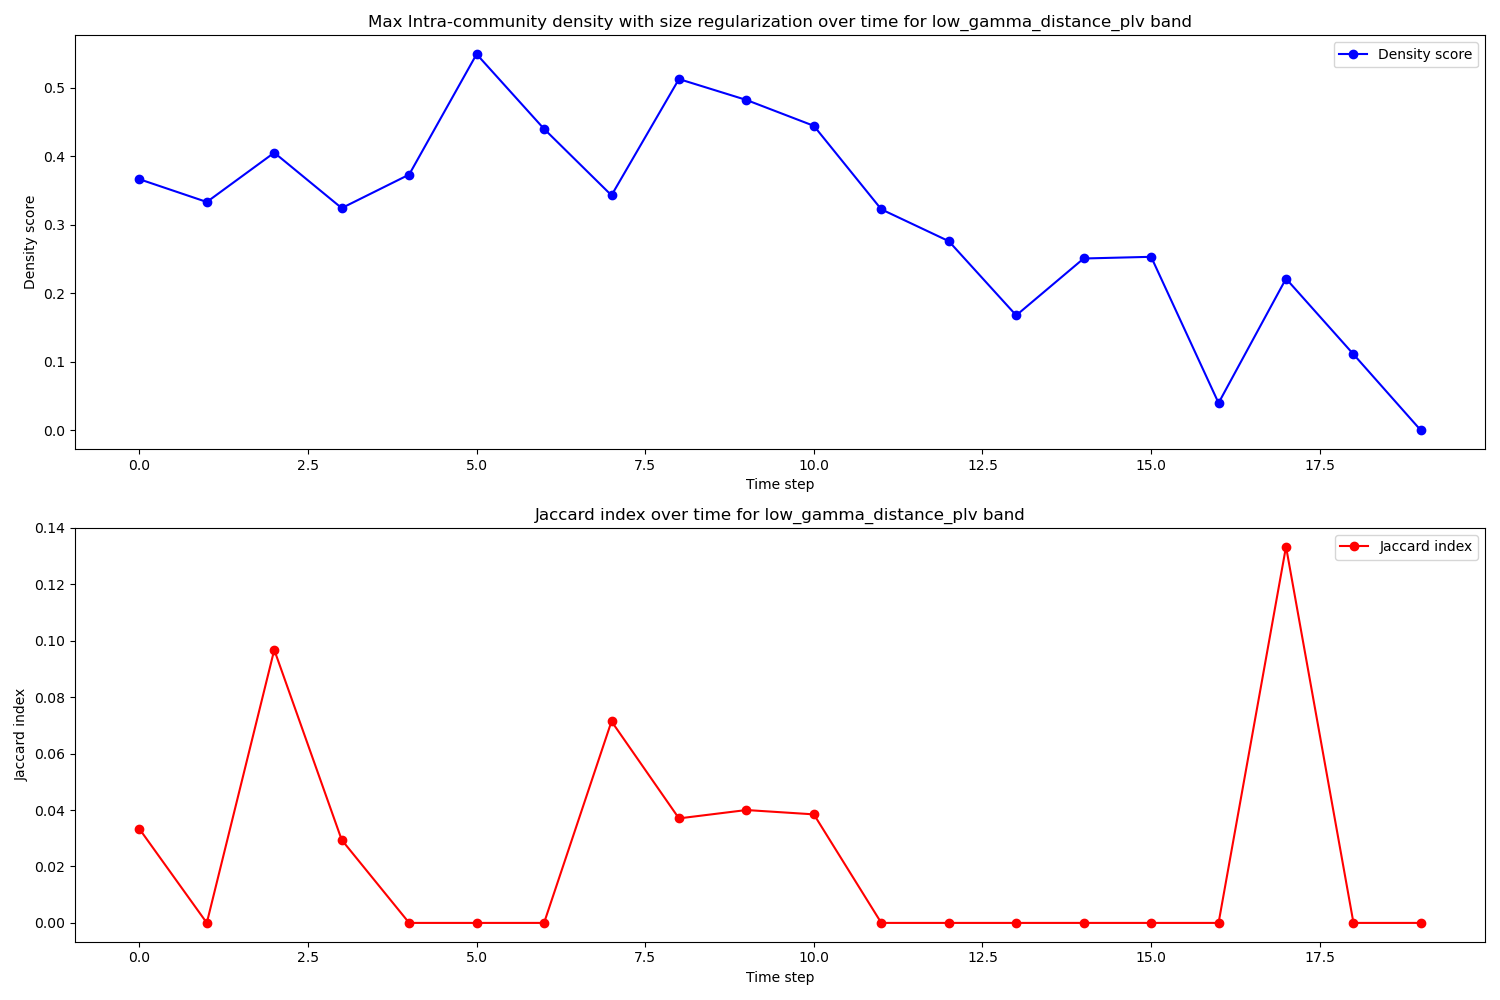 Max Intra-community density with size regularization over time for low_gamma_distance_plv band
Density score
Density score
0.5
0.4
0.3
0.2
0.1
0.0
0.0 2.5 5.0 7.5 10.0 12.5 15.0 17.5
Time step
Jaccard index over time for low_gamma_distance_plv band
Jaccard index
Jaccard index
0.14
0.12
0.10
0.08
0.06
0.04
0.02
0.00
0.0 2.5 5.0 7.5 10.0 12.5 15.0 17.5
Time step